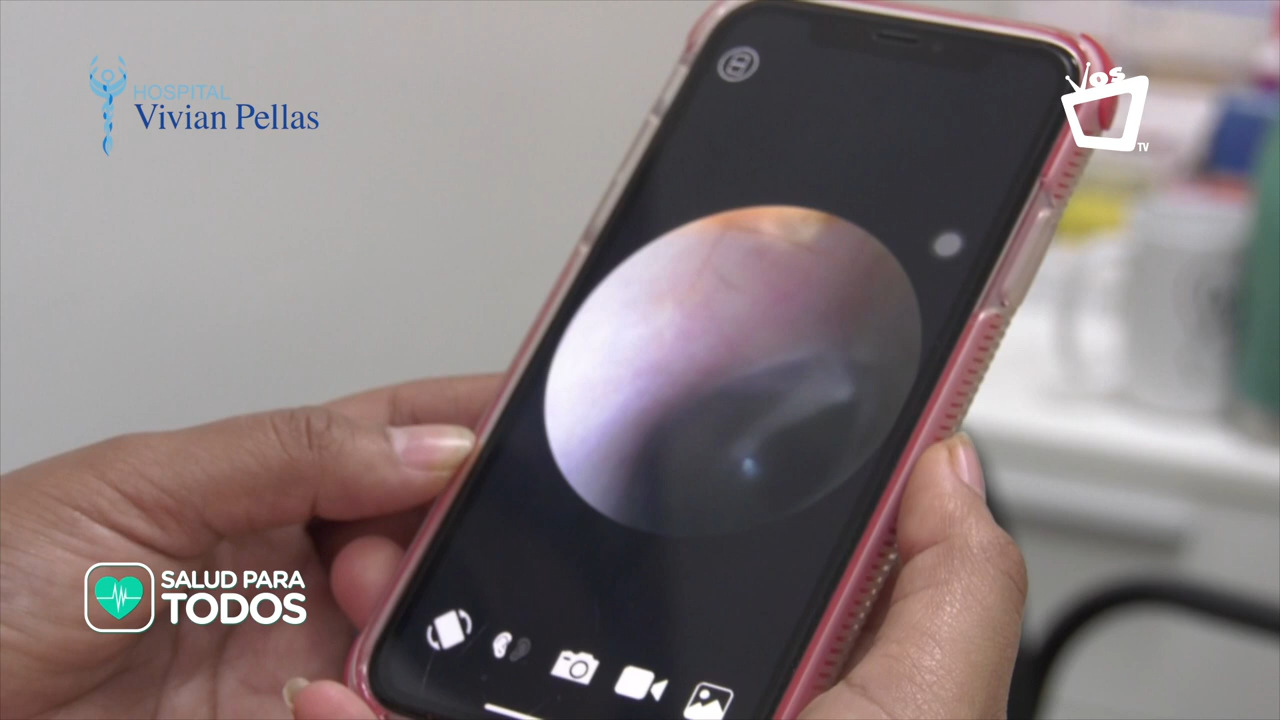 HOSPITAL
Vivian Pellas
VOS
TV
SALUD PARA
TODOS